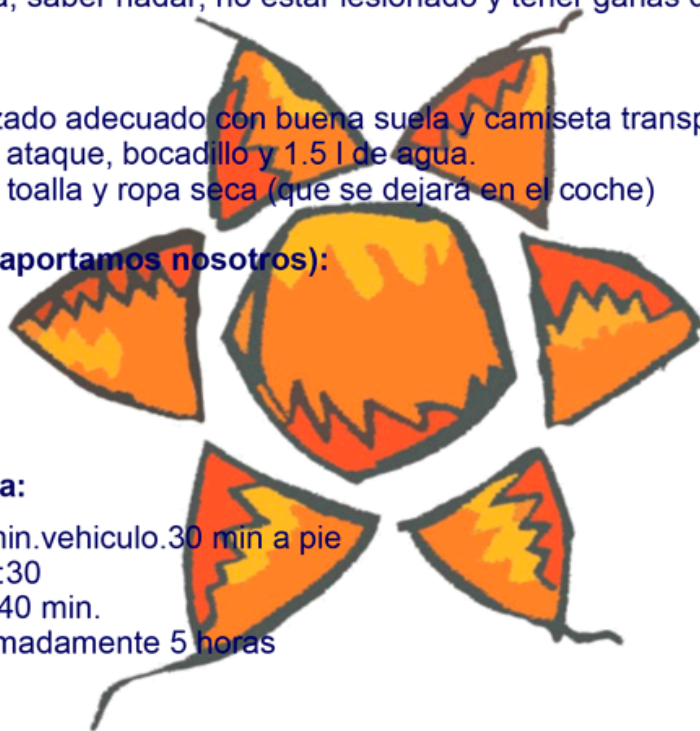 saber nadar, no estar lesionado y tener ganas
adecuado con buena suela y camiseta
ataque, bocadillo y 1.5 l de agua.
toalla y ropa seca (que se dejará en el coche)
aportamos nosotros):
a:
min.vehiculo.30 min a pie
:30
40 min.
madamente 5 horas